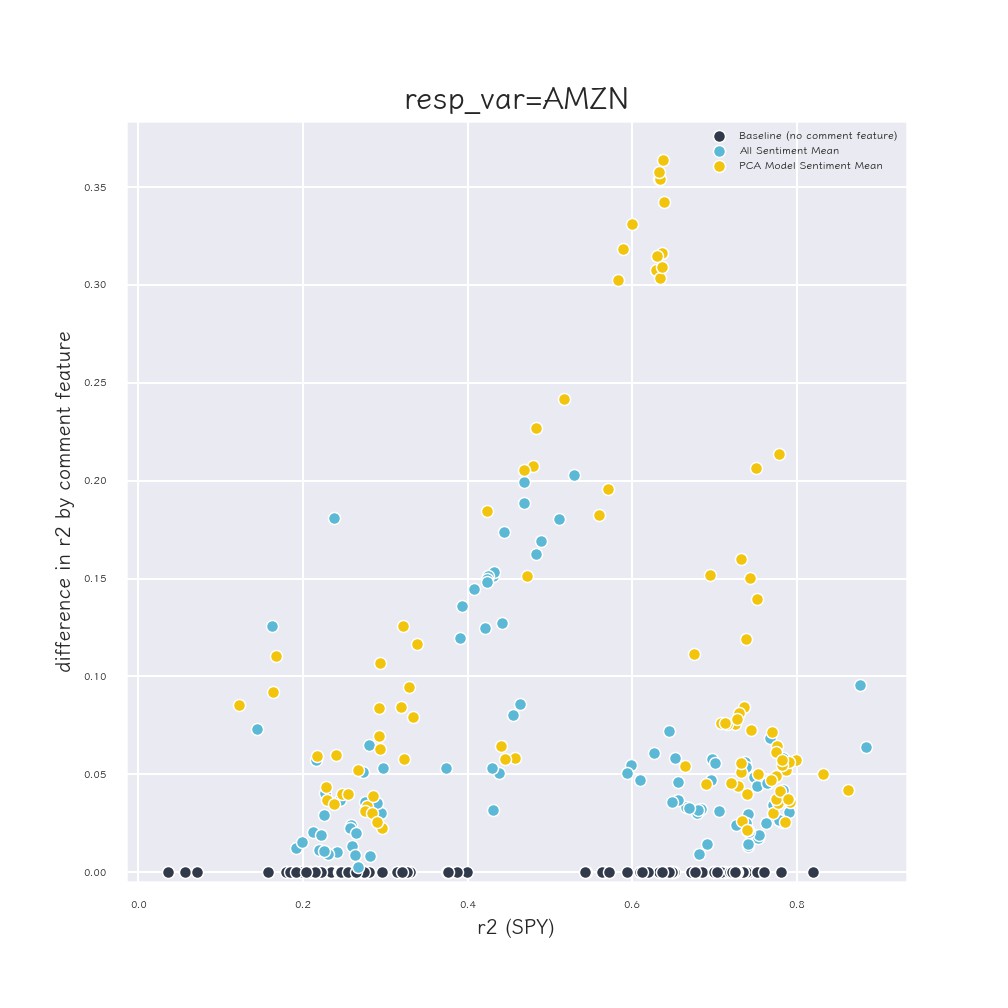 resp_var=AMZN
Baseline (no comment feature)
All Sentiment Mean
PCA Model Sentiment Mean
difference in r2 by comment feature
0.35
0.30
0.25
0.20
0.15
0.10
0.05
0.00
0.0 0.2 0.4 0.6 0.8
r2 (SPY)